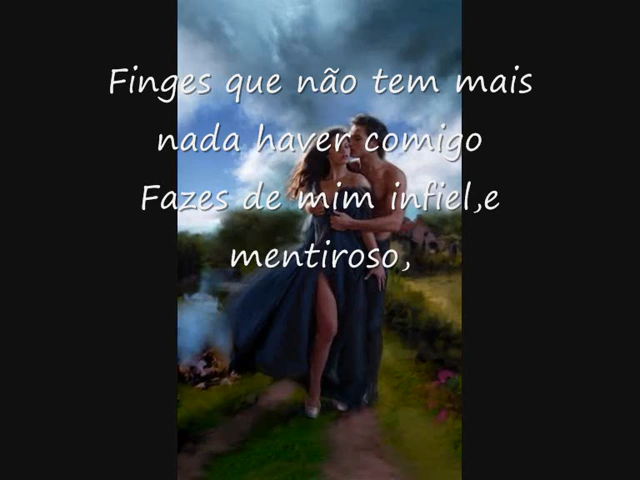 Finges que não tem mais
nada haver comigo
Fazes de mim infiel,e
mentiroso,